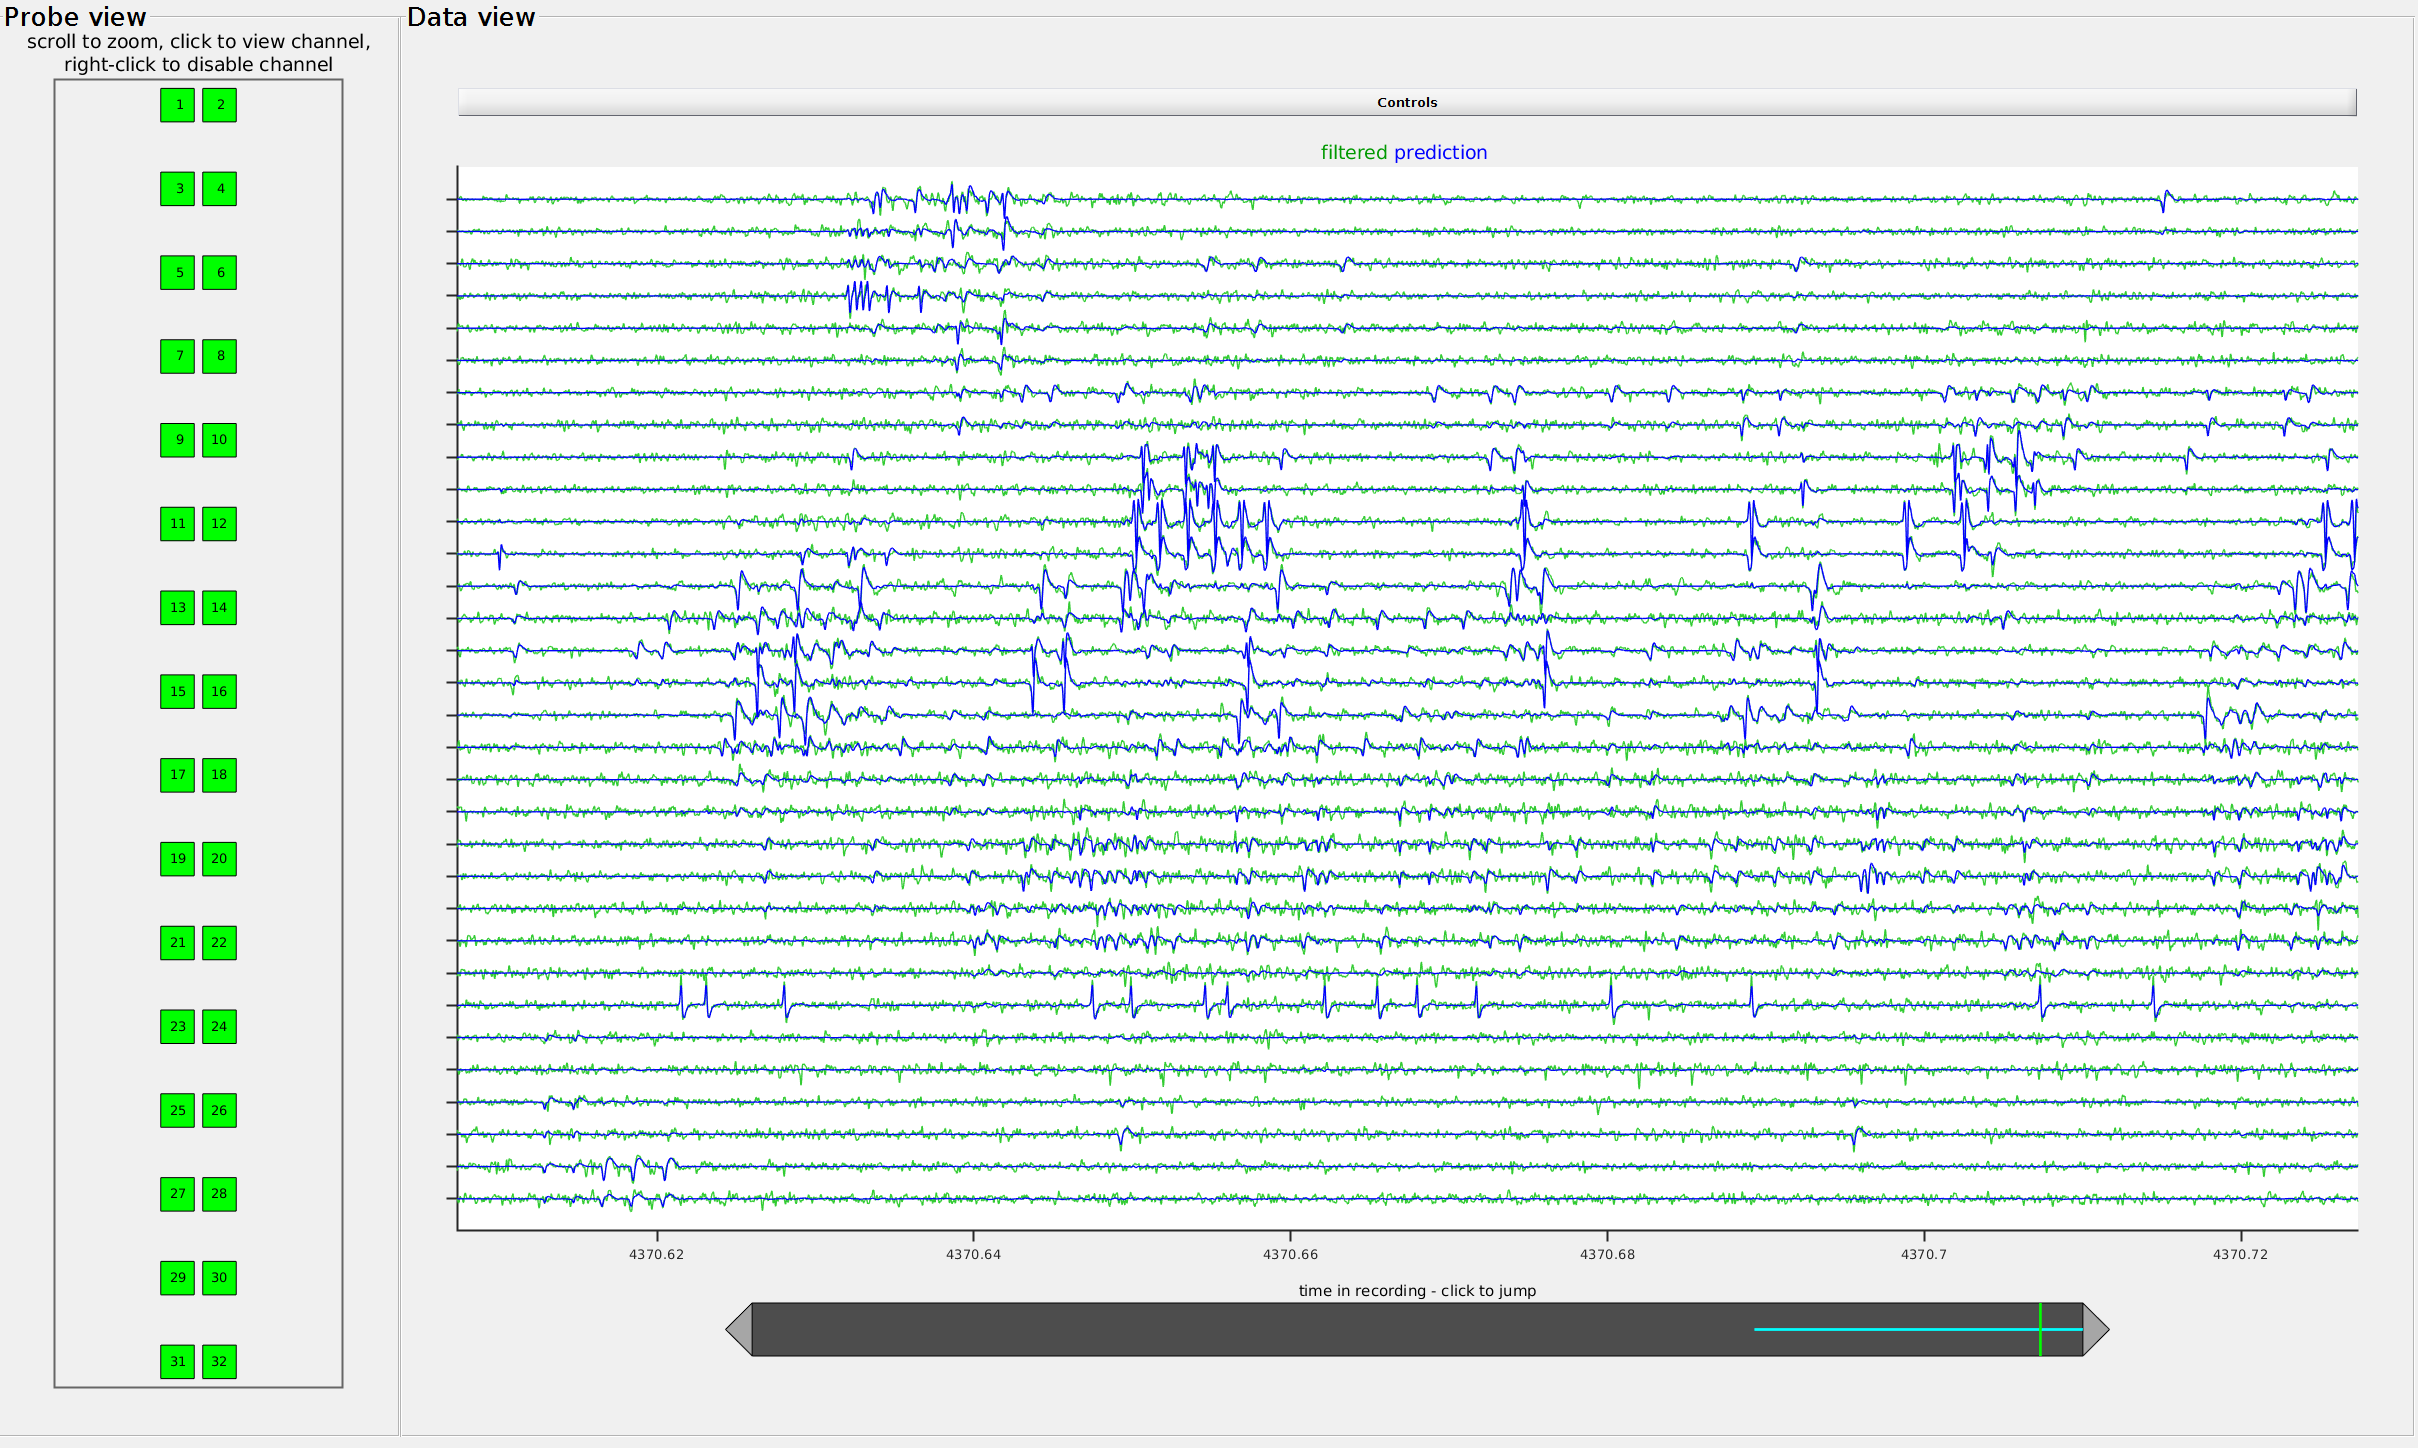 Probe view
scroll to zoom, click to view channel,
right-click to disable channel
1 2
3 4
5 6
7 8
9 10
11 12
13 14
15 16
17 18
19 20
21 22
23 24
25 26
27 28
29 30
31 32
Data view
Controls
filtered prediction
4370.62 4370.64 4370.66 4370.68 4370.7 4370.72
time in recording - click to jump